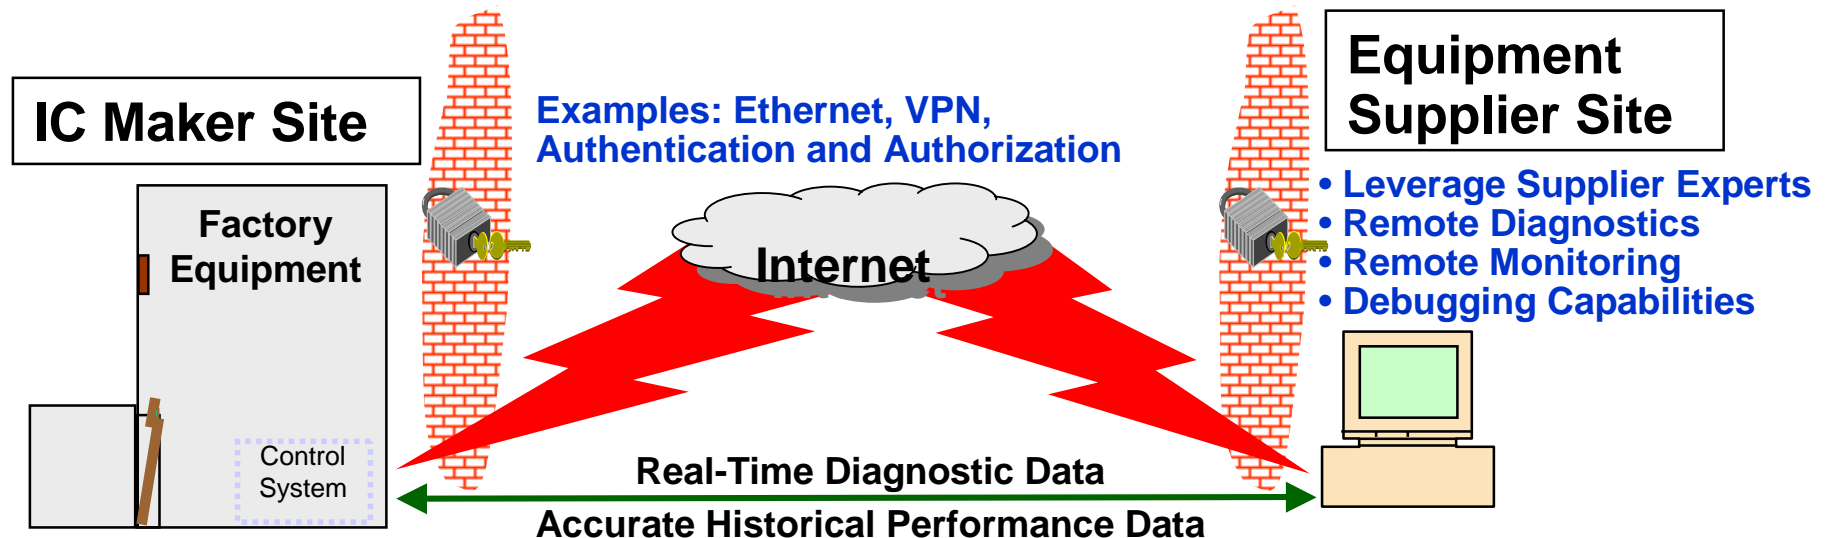 IC Maker Site
Factory
Equipment
Control
System
Examples: Ethernet, VPN,
Authentication and Authorization
Internet
Real-Time Diagnostic Data
Accurate Historical Performance Data
Equipment
Supplier Site
• Leverage Supplier Experts
• Remote Diagnostics
• Remote Monitoring
• Debugging Capabilities